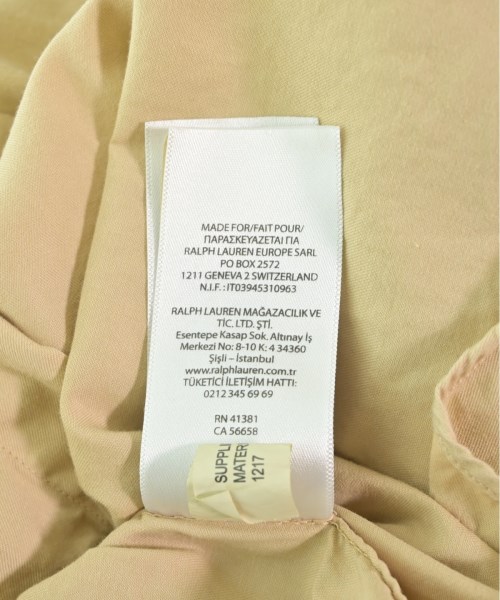 MADE FOR/FAIT POUR/
ΠΑΡΑΣΚΕΥΑΖΕΤΑΙ ΓΙΑ
RALPH LAUREN EUROPE SARL
PO BOX 2572
1211 GENEVA 2 SWITZERLAND
N.I.F.: IT03945310963
RALPH LAUREN MAĞAZACILIK VE
TİC. LTD. ŞTİ.
Esentepe Kasap Sok. Altınay İş
Merkezi No: 8-10 K: 4 34360
Şişli – İstanbul
www.ralphlauren.com.tr
TÜKETİCİ İLETİŞİM HATTI:
0212 345 69 69
RN 41381
CA 56658
SUPPLI
MATER
1217